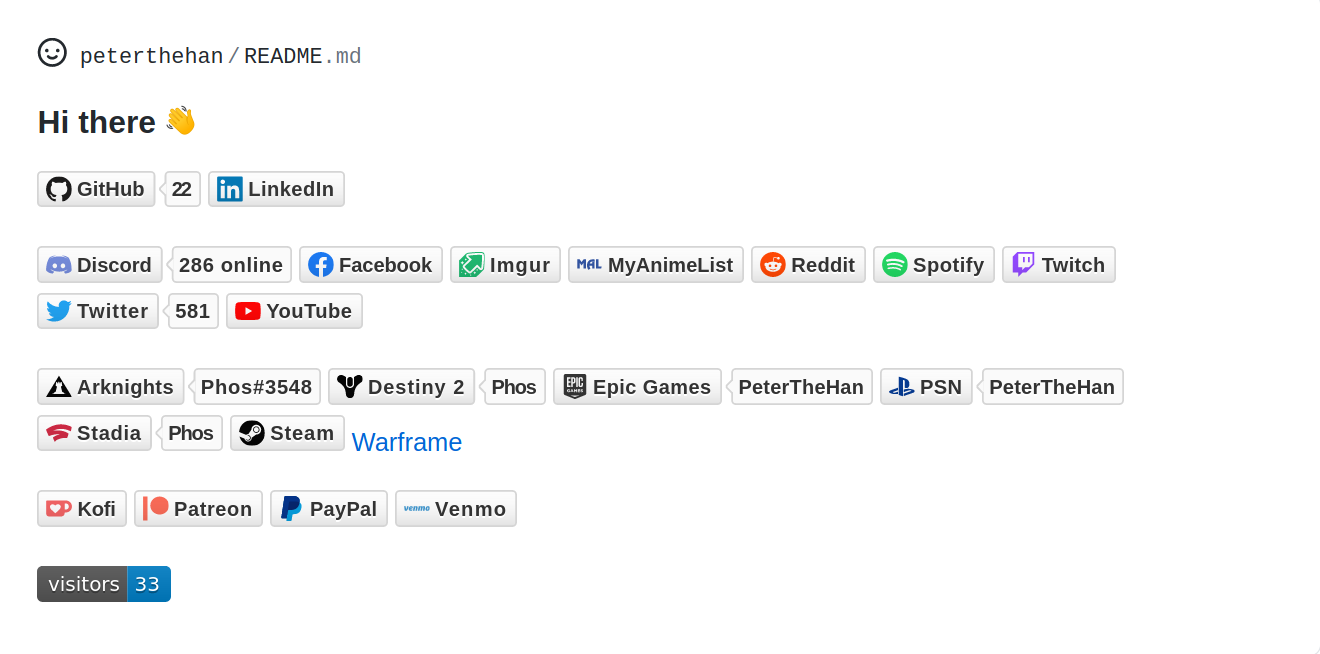 peterthehan/README.md
Hi there 👋
GitHub 22 LinkedIn
Discord 286 online Facebook Imgur MAL MyAnimeList Reddit Spotify Twitch
Twitter 581 YouTube
Arknights Phos#3548 Destiny 2 Phos EPIC GAMES Epic Games PeterTheHan PSN PeterTheHan
Stadia Phos Steam Warframe
Kofi Patreon PayPal venmo Venmo
visitors 33